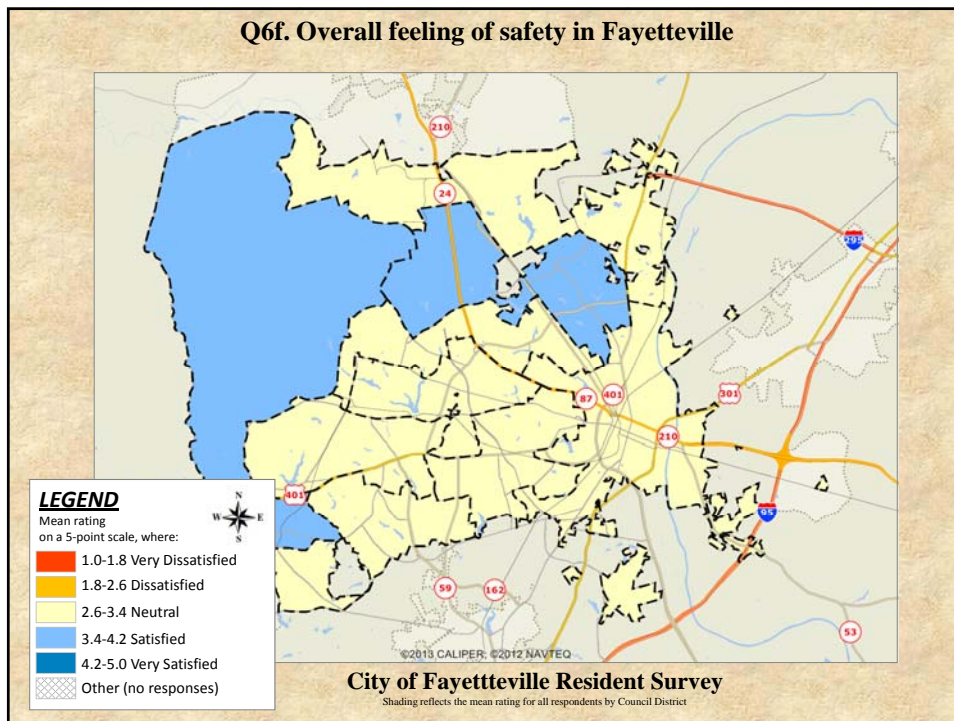 Q6f. Overall feeling of safety in Fayetteville
210
24
295
87
401
301
210
401
95
59
162
53
LEGEND
Mean rating
on a 5-point scale, where:
N
W E
S
1.0-1.8 Very Dissatisfied
1.8-2.6 Dissatisfied
2.6-3.4 Neutral
3.4-4.2 Satisfied
4.2-5.0 Very Satisfied
Other (no responses)
©2013 CALIPER; ©2012 NAVTEQ
City of Fayettteville Resident Survey
Shading reflects the mean rating for all respondents by Council District